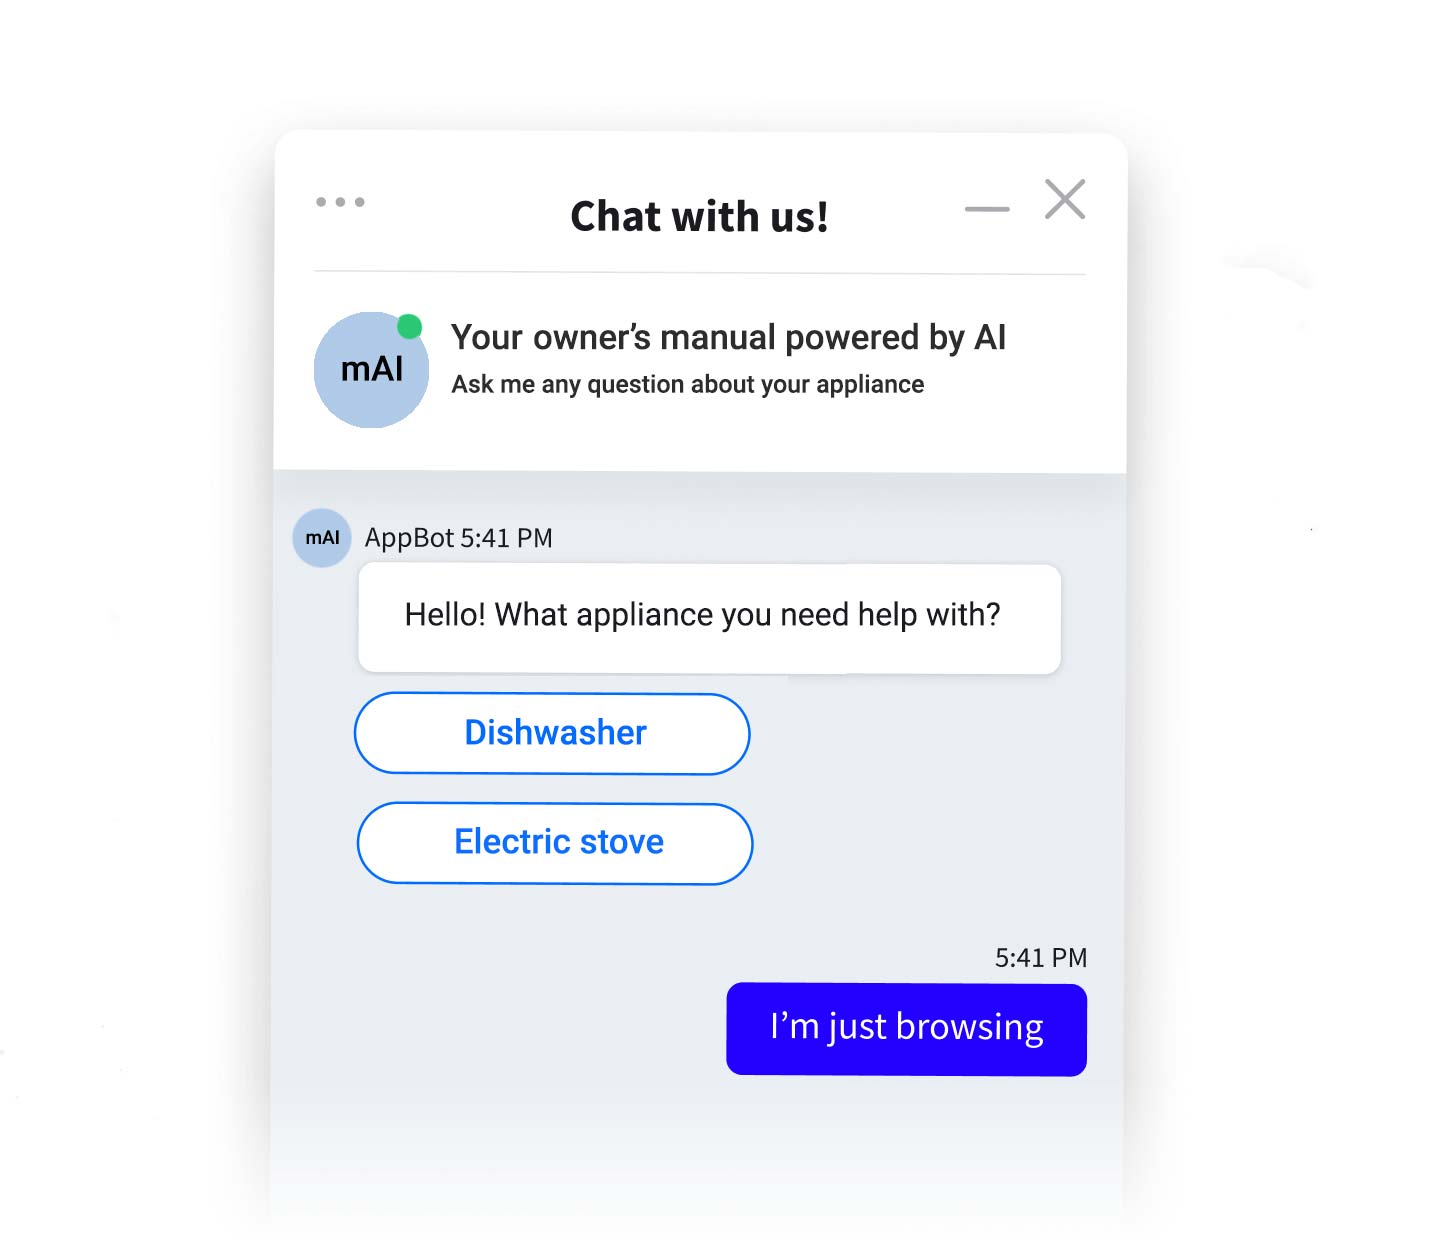 Chat with us!
mAI
Your owner’s manual powered by AI
Ask me any question about your appliance
mAI
AppBot 5:41 PM
Hello! What appliance you need help with?
Dishwasher
Electric stove
5:41 PM
I’m just browsing